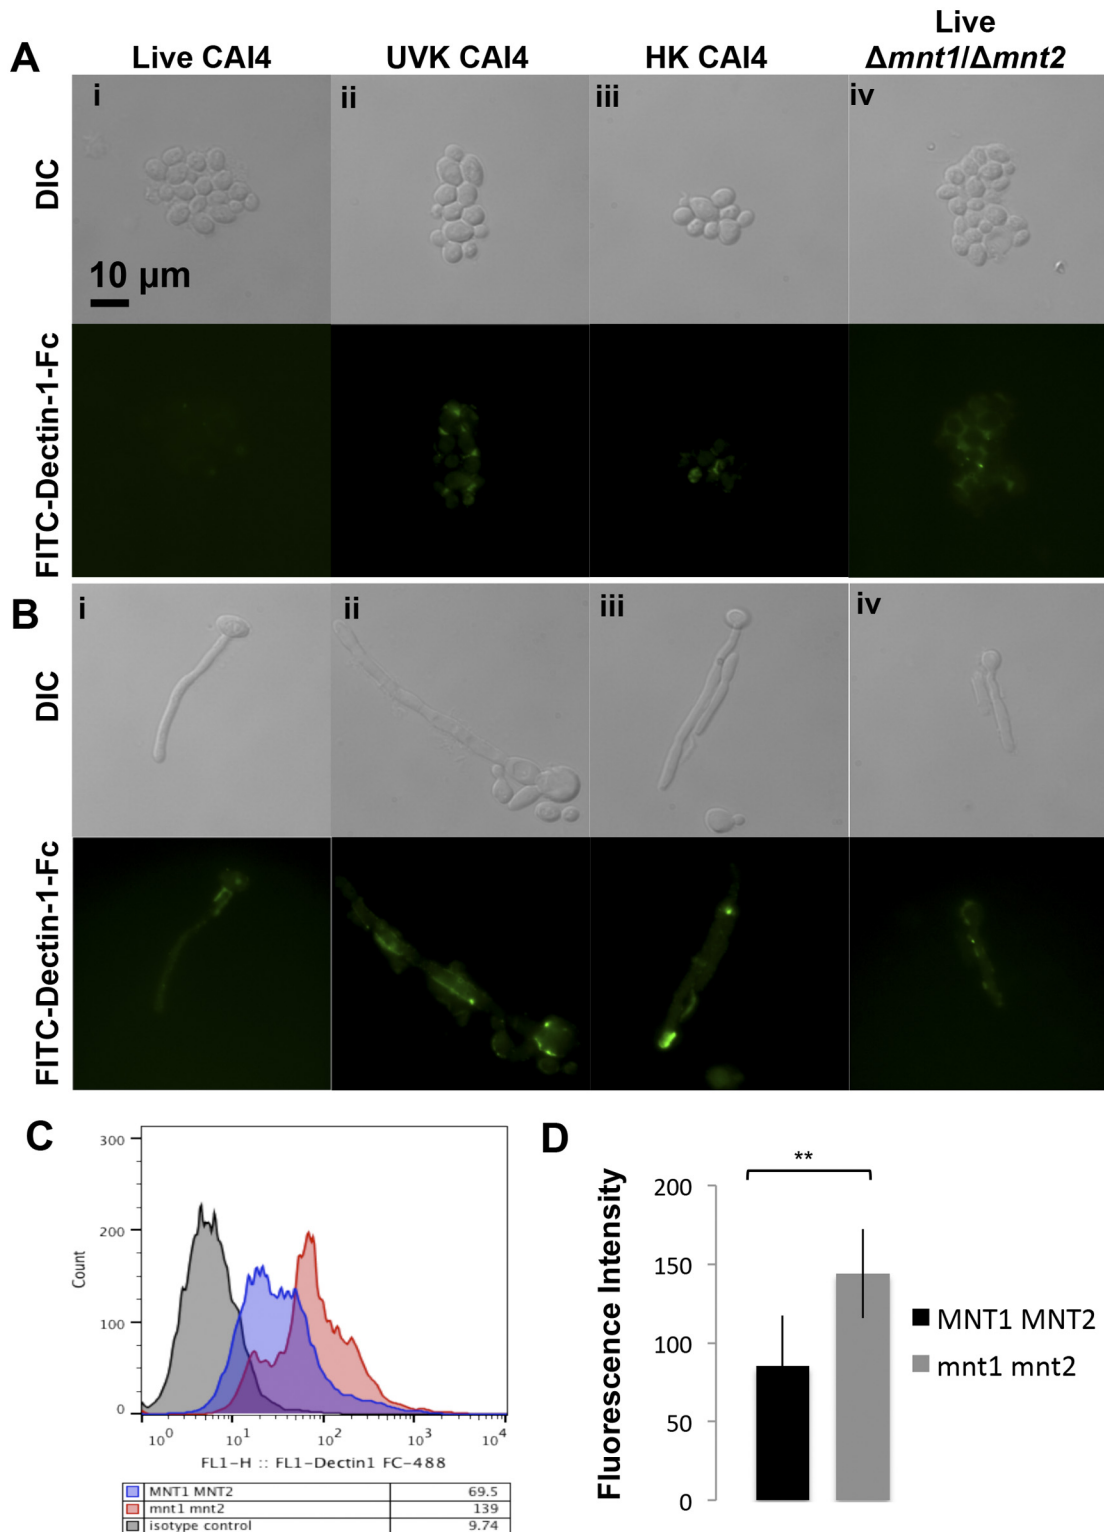 A
Live CAI4
UVK CAI4
HK CAI4
Live
Δmnt1/Δmnt2
i
ii
iii
iv
DIC
10 µm
FITC-Dectin-1-Fc
B
i
ii
iii
iv
DIC
FITC-Dectin-1-Fc
C
300
200
100
0
Count
10^0 10^1 10^2 10^3 10^4
FL1-H :: FL1-Dectin1 FC-488
MNT1 MNT2 69.5
mnt1 mnt2 139
isotype control 9.74
D
**
Fluorescence Intensity
200
150
100
50
0
MNT1 MNT2
mnt1 mnt2